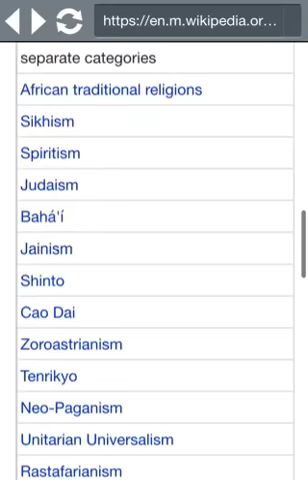 https://en.m.wikipedia.or...
separate categories
African traditional religions
Sikhism
Spiritism
Judaism
Bahá'í
Jainism
Shinto
Cao Dai
Zoroastrianism
Tenrikyo
Neo-Paganism
Unitarian Universalism
Rastafarianism